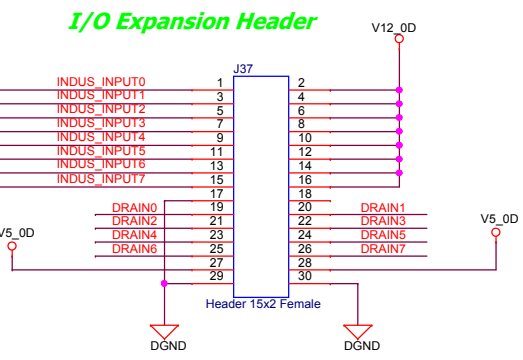 I/O Expansion Header
V12_0D
J37
INDUS_INPUT0 1 2
INDUS_INPUT1 3 4
INDUS_INPUT2 5 6
INDUS_INPUT3 7 8
INDUS_INPUT4 9 10
INDUS_INPUT5 11 12
INDUS_INPUT6 13 14
INDUS_INPUT7 15 16
17 18
DRAIN0 19 20 DRAIN1
DRAIN2 21 22 DRAIN3
DRAIN4 23 24 DRAIN5
DRAIN6 25 26 DRAIN7
V5_0D 27 28 V5_0D
29 30
Header 15x2 Female
DGND DGND